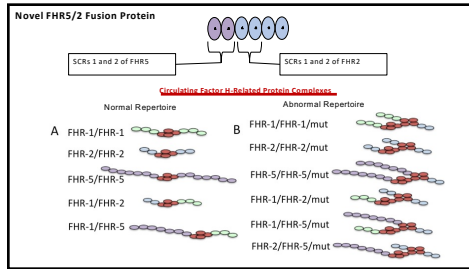 Novel FHR5/2 Fusion Protein
SCRs 1 and 2 of FHR5
SCRs 1 and 2 of FHR2
Circulating Factor H-Related Protein Complexes
Normal Repertoire
Abnormal Repertoire
A
FHR-1/FHR-1
FHR-2/FHR-2
FHR-5/FHR-5
FHR-1/FHR-2
FHR-1/FHR-5
B
FHR-1/FHR-1/mut
FHR-2/FHR-2/mut
FHR-5/FHR-5/mut
FHR-1/FHR-2/mut
FHR-1/FHR-5/mut
FHR-2/FHR-5/mut